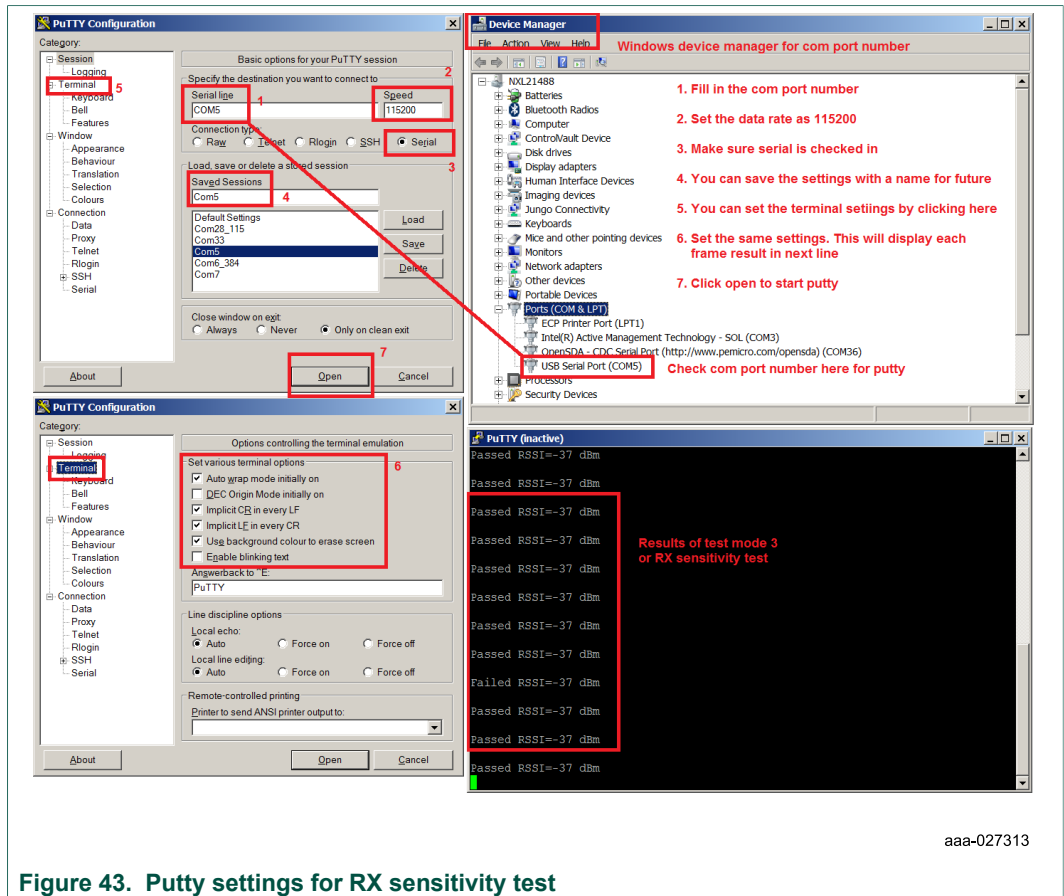 PuTTY Configuration
Category:
Session
Logging
Terminal
5
Keyboard
Bell
Features
Window
Appearance
Behaviour
Translation
Selection
Colours
Connection
Data
Proxy
Telnet
Rlogin
SSH
Serial
Basic options for your PuTTY session
Specify the destination you want to connect to
2
Serial line
Speed
COM5
1
115200
Connection type:
Raw Telnet Rlogin SSH Serial
3
Load, save or delete a stored session
Saved Sessions
Com5
4
Default Settings
Com28_115
Com33
Com5
Com6_384
Com7
Load
Save
Delete
Close window on exit:
Always Never Only on clean exit
7
About
Open
Cancel
Device Manager
File Action View Help
Windows device manager for com port number
NXL21488
Batteries
Bluetooth Radios
Computer
ControlVault Device
Disk drives
Display adapters
Human Interface Devices
Imaging devices
Jungo Connectivity
Keyboards
Mice and other pointing devices
Monitors
Network adapters
Other devices
Portable Devices
Ports (COM & LPT)
ECP Printer Port (LPT1)
Intel(R) Active Management Technology - SOL (COM3)
OpenSDA - CDC Serial Port (http://www.pemicro.com/opensda) (COM36)
USB Serial Port (COM5)
Check com port number here for putty
Processors
Security Devices
1. Fill in the com port number
2. Set the data rate as 115200
3. Make sure serial is checked in
4. You can save the settings with a name for future
5. You can set the terminal setiings by clicking here
6. Set the same settings. This will display each
frame result in next line
7. Click open to start putty
PuTTY Configuration
Category:
Session
Logging
Terminal
Keyboard
Bell
Features
Window
Appearance
Behaviour
Translation
Selection
Colours
Connection
Data
Proxy
Telnet
Rlogin
SSH
Serial
Options controlling the terminal emulation
Set various terminal options
6
Auto wrap mode initially on
DEC Origin Mode initially on
Implicit CR in every LF
Implicit LF in every CR
Use background colour to erase screen
Enable blinking text
Answerback to ^E:
PuTTY
Line discipline options
Local echo:
Auto Force on Force off
Local line editing:
Auto Force on Force off
Remote-controlled printing
Printer to send ANSI printer output to:
About
Open
Cancel
PuTTY (inactive)
Passed RSSI=-37 dBm
Passed RSSI=-37 dBm
Passed RSSI=-37 dBm
Passed RSSI=-37 dBm
Passed RSSI=-37 dBm
Passed RSSI=-37 dBm
Passed RSSI=-37 dBm
Passed RSSI=-37 dBm
Failed RSSI=-37 dBm
Passed RSSI=-37 dBm
Passed RSSI=-37 dBm
Passed RSSI=-37 dBm
Results of test mode 3
or RX sensitivity test
aaa-027313
Figure 43. Putty settings for RX sensitivity test